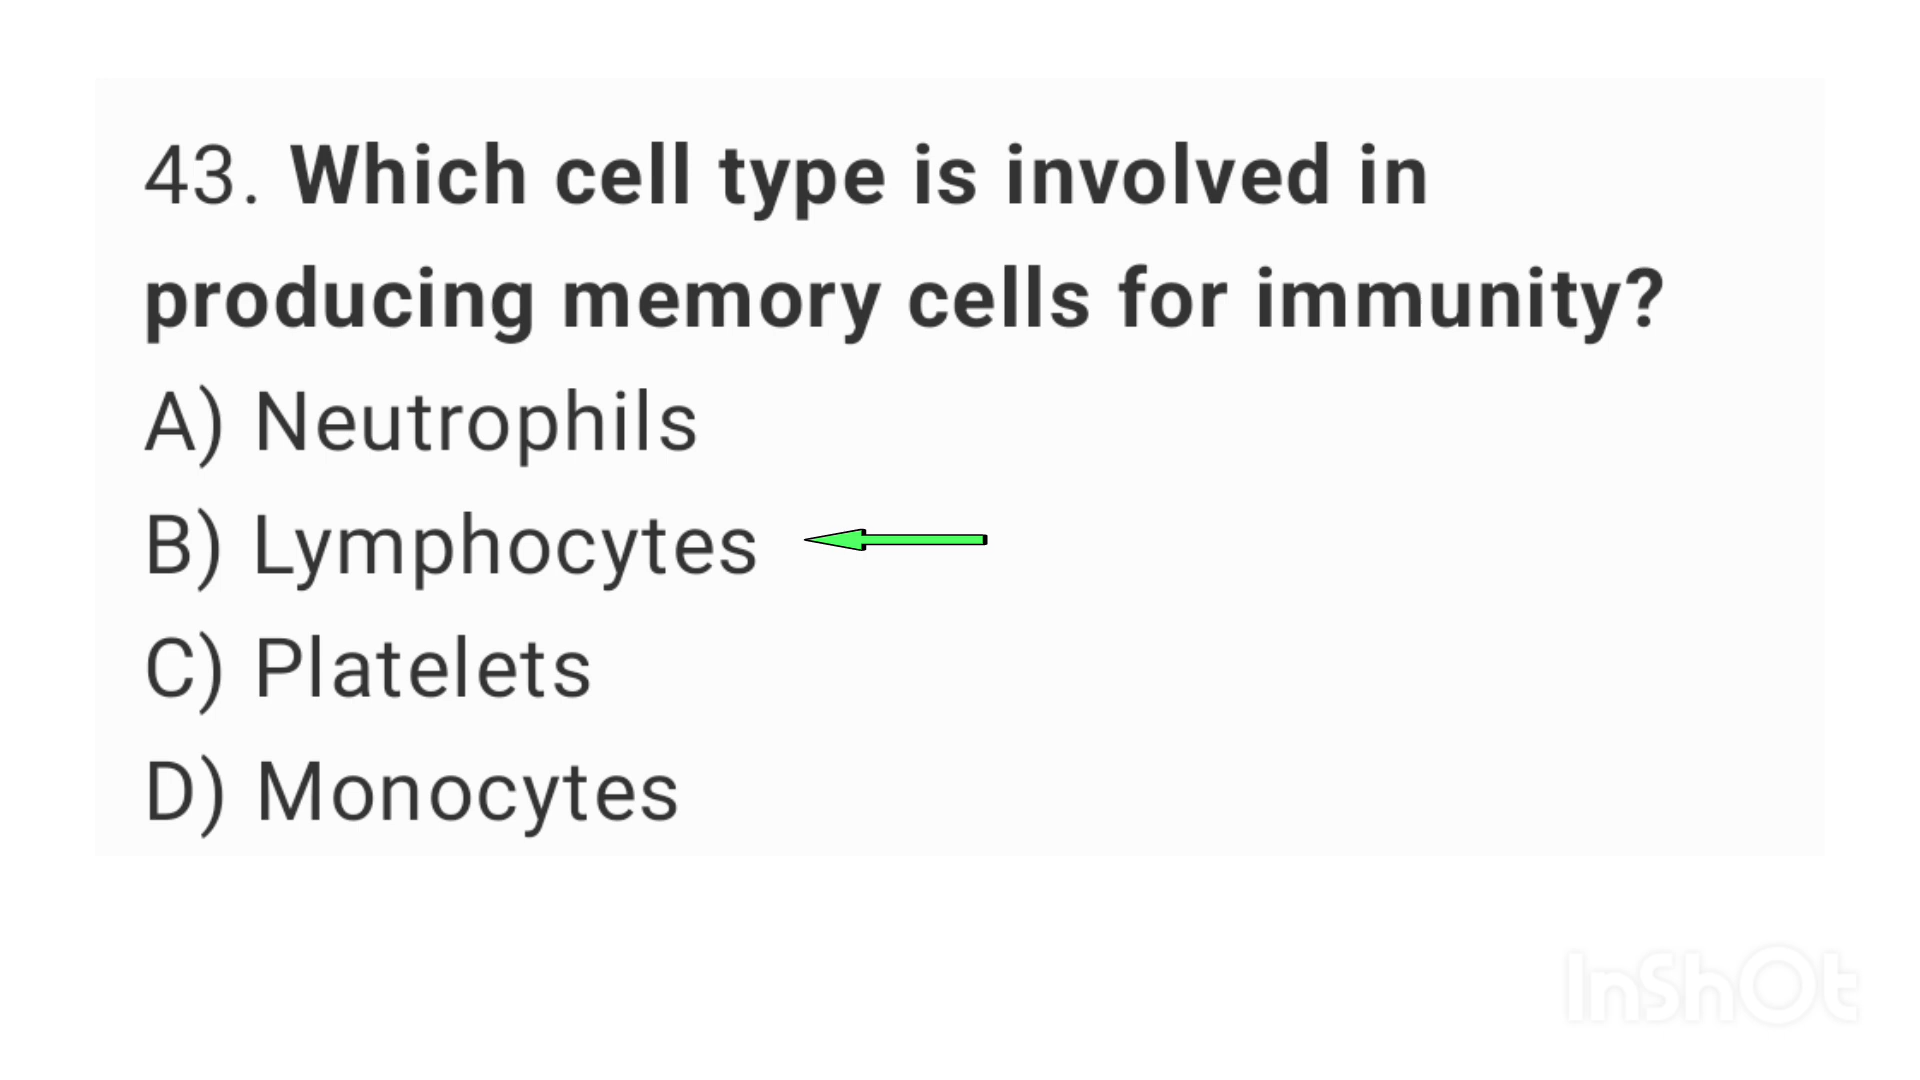 43. Which cell type is involved in
producing memory cells for immunity?
A) Neutrophils
B) Lymphocytes
C) Platelets
D) Monocytes
InShOt